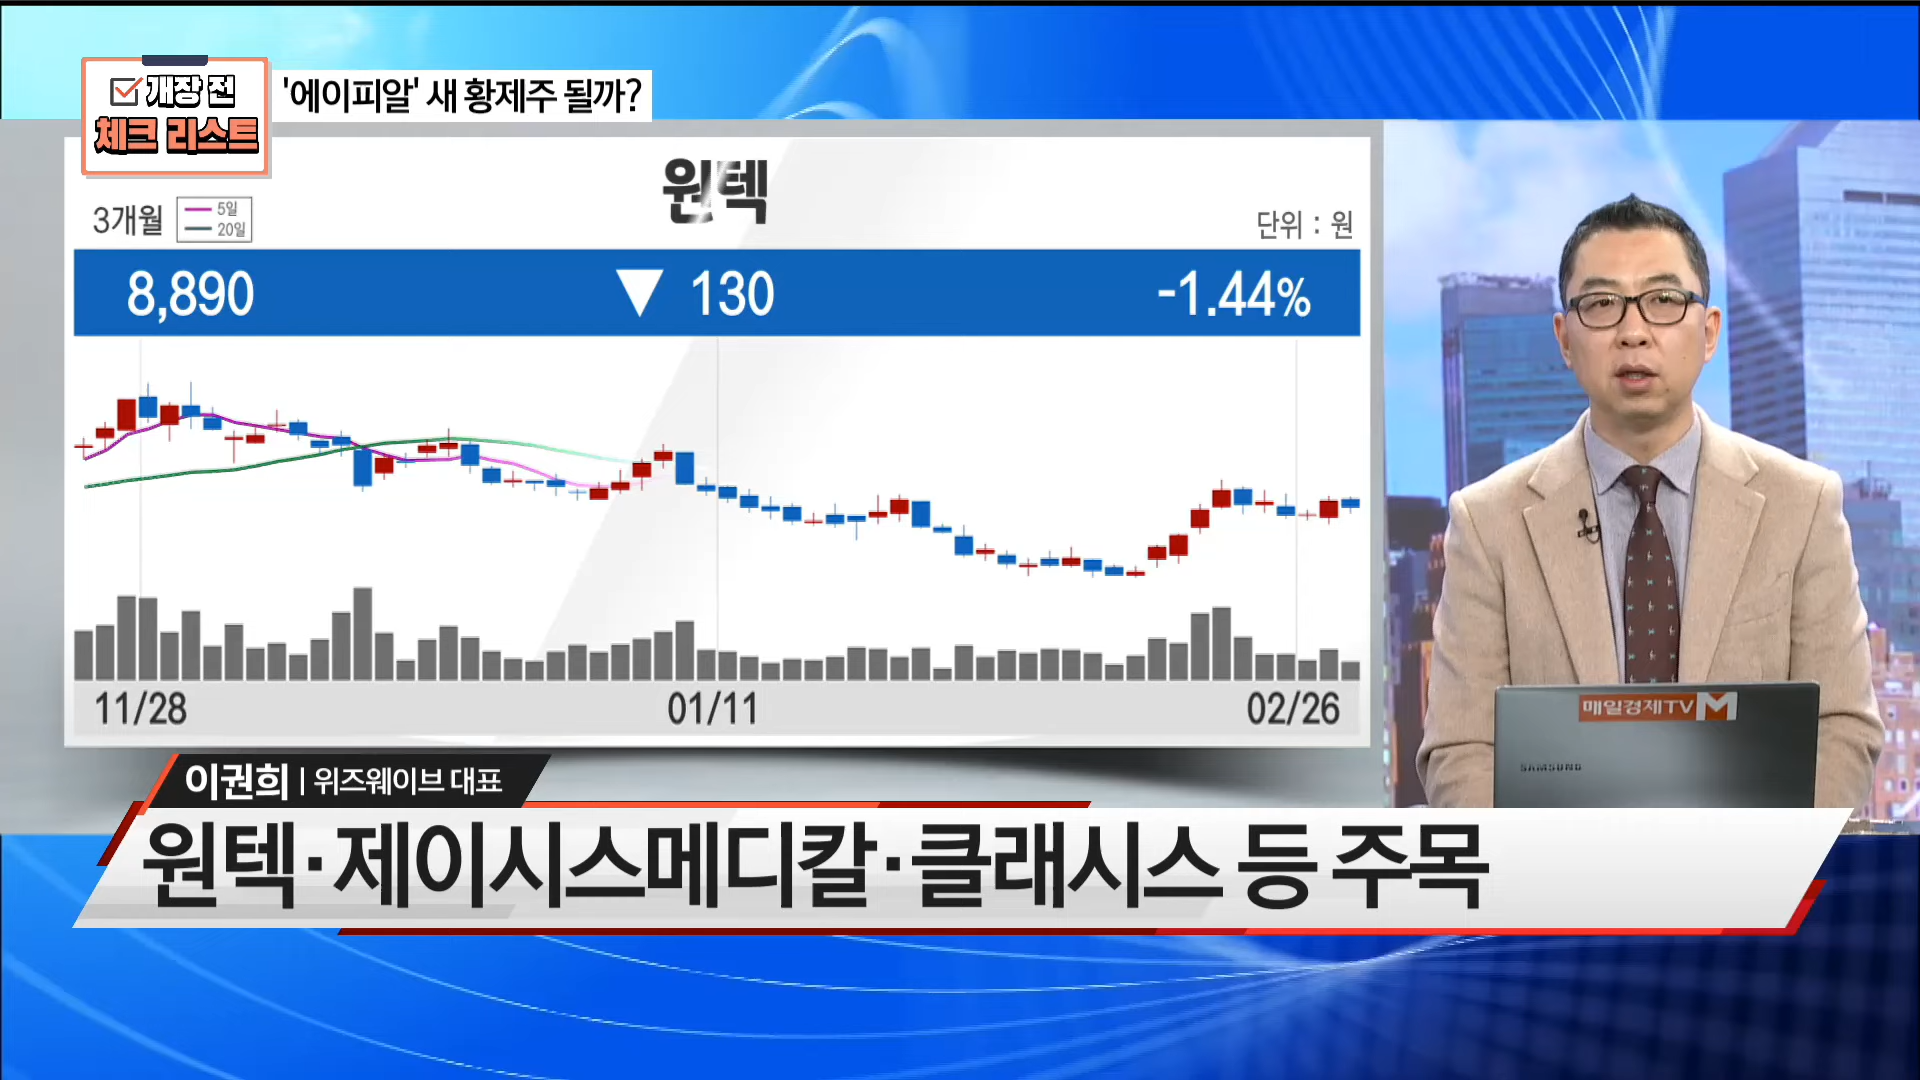 개장 전
체크 리스트
'에이피알' 새 황제주 될까?
원텍
3개월
5일
20일
단위 : 원
8,890 ▼ 130 -1.44%
11/28 01/11 02/26
매일경제TV M
SAMSUNG
이권희 | 위즈웨이브 대표
원텍·제이시스메디칼·클래시스 등 주목